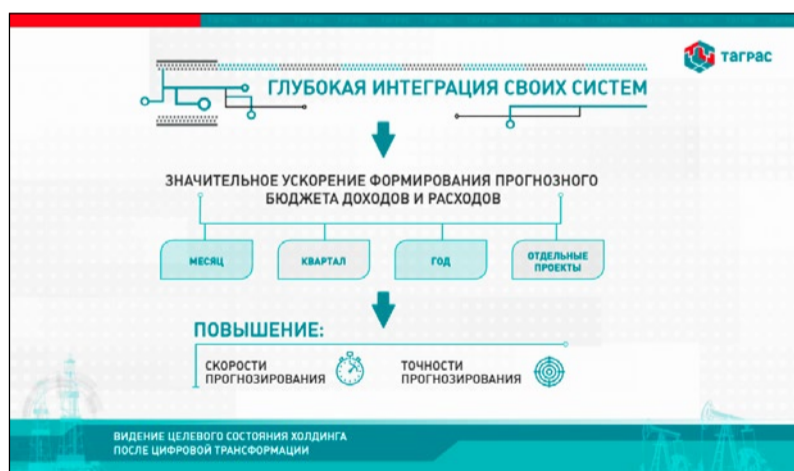 ТАГРАС
ГЛУБОКАЯ ИНТЕГРАЦИЯ СВОИХ СИСТЕМ
ЗНАЧИТЕЛЬНОЕ УСКОРЕНИЕ ФОРМИРОВАНИЯ ПРОГНОЗНОГО
БЮДЖЕТА ДОХОДОВ И РАСХОДОВ
МЕСЯЦ
КВАРТАЛ
ГОД
ОТДЕЛЬНЫЕ
ПРОЕКТЫ
ПОВЫШЕНИЕ:
СКОРОСТИ
ПРОГНОЗИРОВАНИЯ
ТОЧНОСТИ
ПРОГНОЗИРОВАНИЯ
ВИДЕНИЕ ЦЕЛЕВОГО СОСТОЯНИЯ ХОЛДИНГА
ПОСЛЕ ЦИФРОВОЙ ТРАНСФОРМАЦИИ